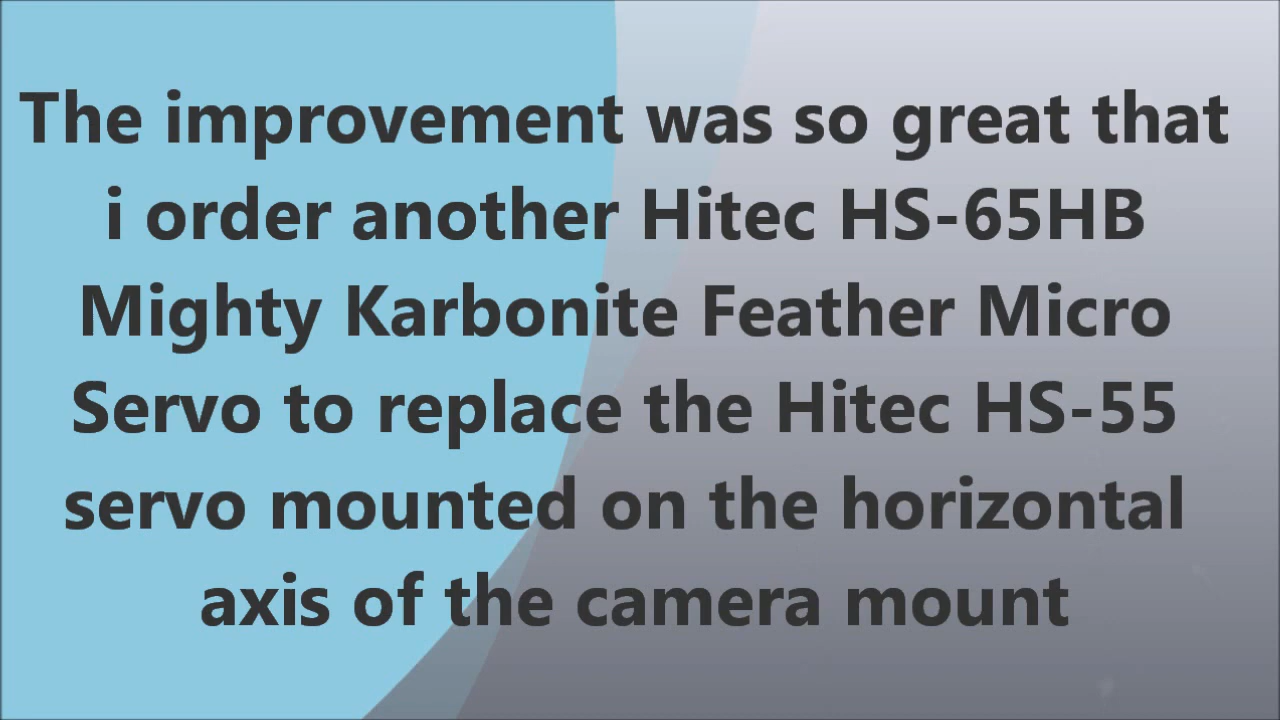 The improvement was so great that
i order another Hitec HS-65HB
Mighty Karbonite Feather Micro
Servo to replace the Hitec HS-55
servo mounted on the horizontal
axis of the camera mount